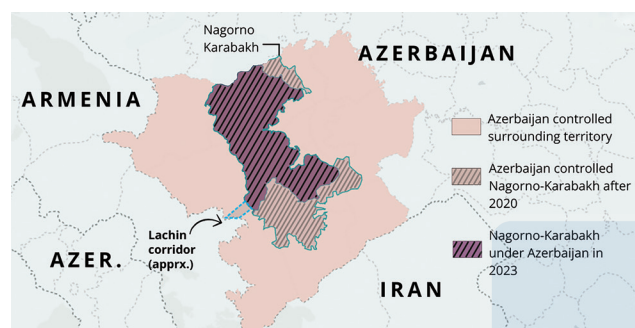 Nagorno
Karabakh
AZERBAIJAN
ARMENIA
Azerbaijan controlled
surrounding territory
Azerbaijan controlled
Nagorno-Karabakh after
2020
Lachin
corridor
(apprx.)
Nagorno-Karabakh
under Azerbaijan in
2023
AZER.
IRAN